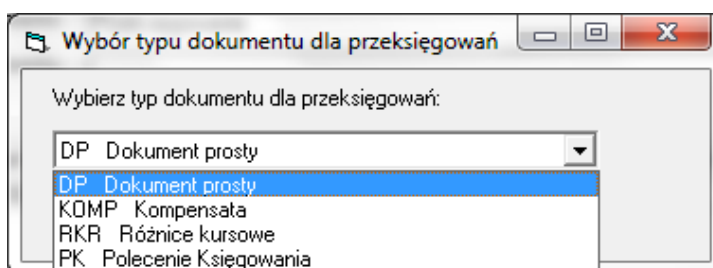 Wybór typu dokumentu dla przeksięgowań
Wybierz typ dokumentu dla przeksięgowań:
DP Dokument prosty
DP Dokument prosty
KOMP Kompensata
RKR Różnice kursowe
PK Polecenie Księgowania